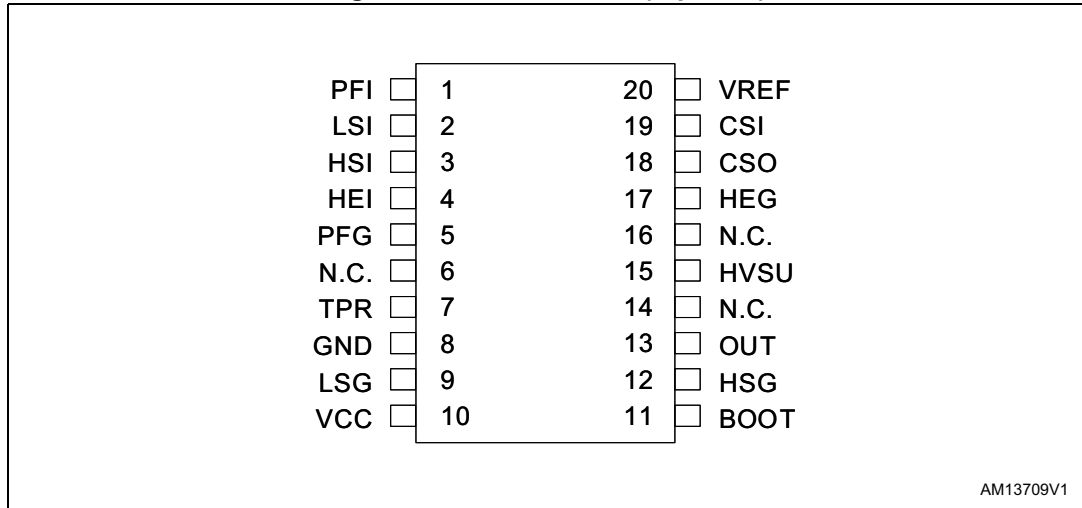 PFI 1 20 VREF
LSI 2 19 CSI
HSI 3 18 CSO
HEI 4 17 HEG
PFG 5 16 N.C.
N.C. 6 15 HVSU
TPR 7 14 N.C.
GND 8 13 OUT
LSG 9 12 HSG
VCC 10 11 BOOT
AM13709V1